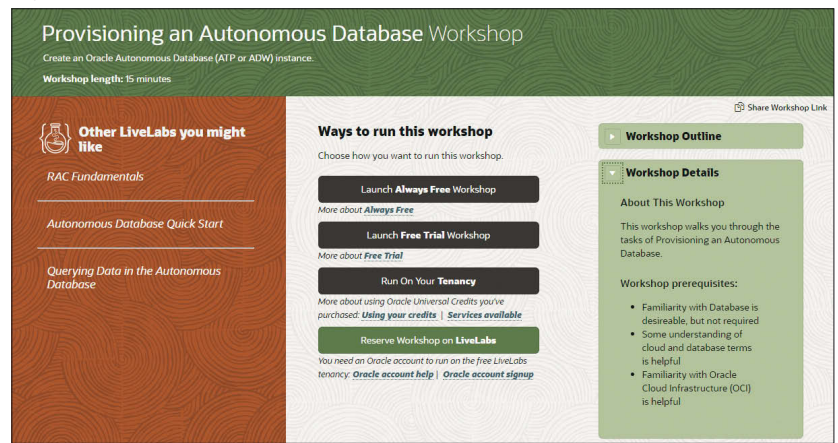 Provisioning an Autonomous Database Workshop
Create an Oracle Autonomous Database (ATP or ADW) instance.
Workshop length: 15 minutes
Share Workshop Link
Other LiveLabs you might
like
RAC Fundamentals
Autonomous Database Quick Start
Querying Data in the Autonomous
Database
Ways to run this workshop
Choose how you want to run this workshop.
Launch Always Free Workshop
More about Always Free
Launch Free Trial Workshop
More about Free Trial
Run On Your Tenancy
More about using Oracle Universal Credits you've
purchased: Using your credits | Services available
Reserve Workshop on LiveLabs
You need an Oracle account to run on the free LiveLabs
tenancy: Oracle account help | Oracle account signup
Workshop Outline
Workshop Details
About This Workshop
This workshop walks you through the
tasks of Provisioning an Autonomous
Database.
Workshop prerequisites:
• Familiarity with Database is
desireable, but not required
• Some understanding of
cloud and database terms
is helpful
• Familiarity with Oracle
Cloud Infrastructure (OCI)
is helpful